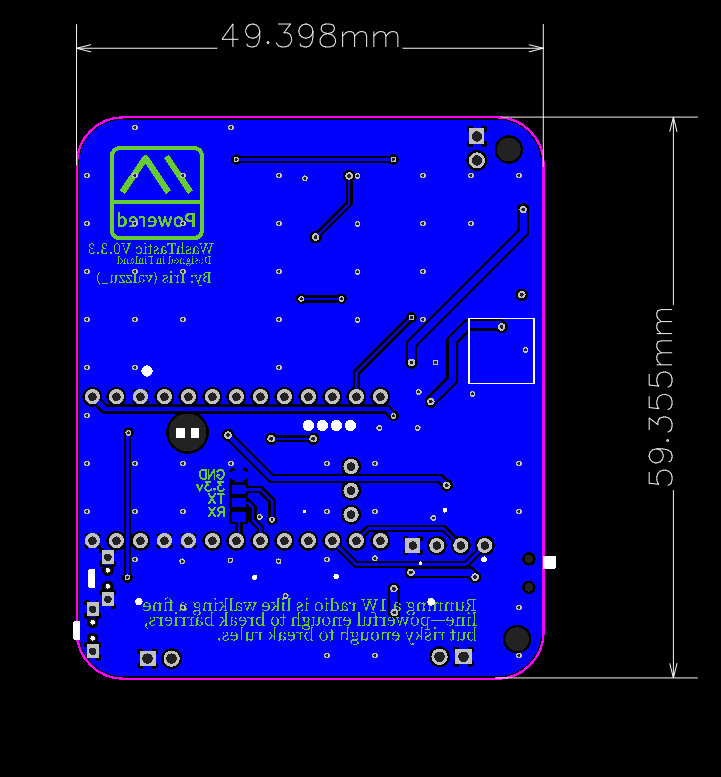 49.398mm
Powered
WashTastic V0.3.3
Designed in Finland
By: Iris (valzzu_)
59.355mm
GND
3.3v
TX
RX
Running a 1W radio is like walking a fine
line—powerful enough to break barriers,
but risky enough to break rules.